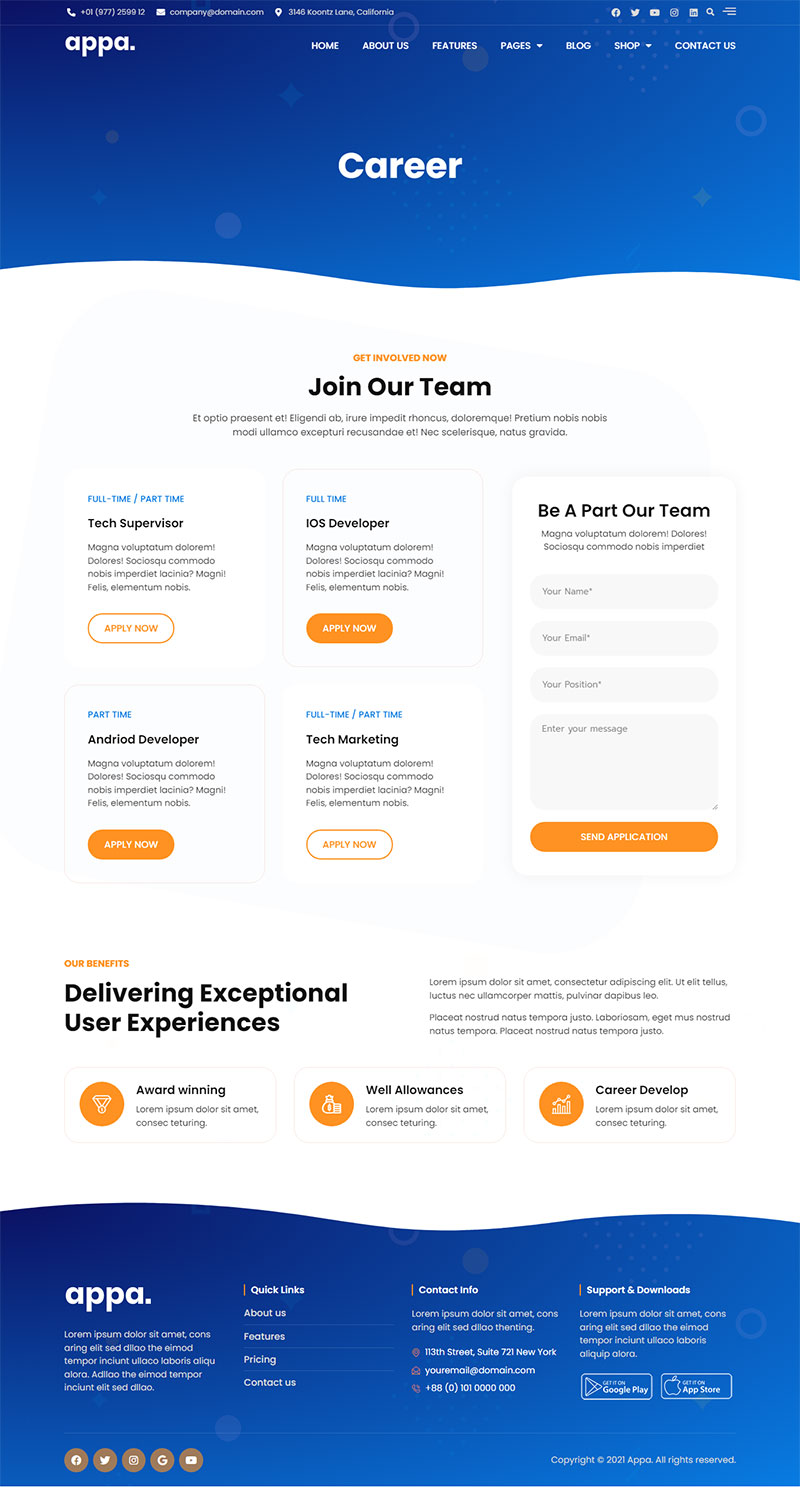 +01 (977) 2599 12
company@domain.com
3146 Koontz Lane, California
appa.
HOME
ABOUT US
FEATURES
PAGES
BLOG
SHOP
CONTACT US
Career
GET INVOLVED NOW
Join Our Team
Et optio praesent et! Eligendi ab, irure impedit rhoncus, doloremque! Pretium nobis nobis
modi ullamco excepturi recusandae et! Nec scelerisque, natus gravida.
FULL-TIME / PART TIME
Tech Supervisor
Magna voluptatum dolorem!
Dolores! Sociosqu commodo
nobis imperdiet lacinia? Magni!
Felis, elementum nobis.
APPLY NOW
FULL TIME
IOS Developer
Magna voluptatum dolorem!
Dolores! Sociosqu commodo
nobis imperdiet lacinia? Magni!
Felis, elementum nobis.
APPLY NOW
PART TIME
Andriod Developer
Magna voluptatum dolorem!
Dolores! Sociosqu commodo
nobis imperdiet lacinia? Magni!
Felis, elementum nobis.
APPLY NOW
FULL-TIME / PART TIME
Tech Marketing
Magna voluptatum dolorem!
Dolores! Sociosqu commodo
nobis imperdiet lacinia? Magni!
Felis, elementum nobis.
APPLY NOW
Be A Part Our Team
Magna voluptatum dolorem! Dolores!
Sociosqu commodo nobis imperdiet
Your Name*
Your Email*
Your Position*
Enter your message
SEND APPLICATION
OUR BENEFITS
Delivering Exceptional
User Experiences
Lorem ipsum dolor sit amet, consectetur adipiscing elit. Ut elit tellus,
luctus nec ullamcorper mattis, pulvinar dapibus leo.
Placeat nostrud natus tempora justo. Laboriosam, eget mus nostrud
natus tempora. Placeat nostrud natus tempora justo.
Award winning
Lorem ipsum dolor sit amet,
consec teturing.
Well Allowances
Lorem ipsum dolor sit amet,
consec teturing.
Career Develop
Lorem ipsum dolor sit amet,
consec teturing.
appa.
Lorem ipsum dolor sit amet, cons
aring elit sed dllao the eimod
tempor inciunt ullaco laboris aliqu
alora. Adllao the eimod tempor
inciunt elit sed dllao.
Quick Links
About us
Features
Pricing
Contact us
Contact Info
Lorem ipsum dolor sit amet, cons
aring elit sed dllao thenting.
113th Street, Suite 721 New York
youremail@domain.com
+88 (0) 101 0000 000
Support & Downloads
Lorem ipsum dolor sit amet, cons
aring elit sed dllao the eimod
tempor inciunt ullaco laboris
aliquip alora.
GET IT ON
Google Play
GET IT ON
App Store
Copyright © 2021 Appa. All rights reserved.